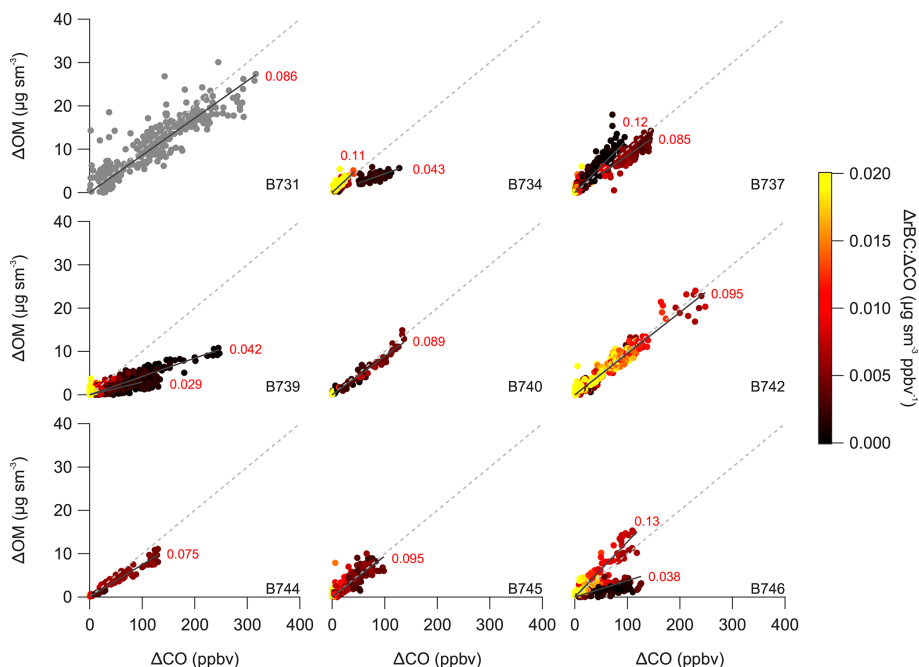 40
30
20
10
0
ΔOM (µg sm⁻³)
0.086
B731
0.11
0.043
B734
0.12
0.085
B737
40
30
20
10
0
ΔOM (µg sm⁻³)
0.042
0.029
B739
0.089
B740
0.095
B742
40
30
20
10
0
ΔOM (µg sm⁻³)
0.075
B744
0.095
B745
0.13
0.038
B746
0 100 200 300 400
0 100 200 300 400
0 100 200 300 400
ΔCO (ppbv)
ΔCO (ppbv)
ΔCO (ppbv)
0.020
0.015
0.010
0.005
0.000
ΔrBC:ΔCO (µg sm⁻³ ppbv⁻¹)